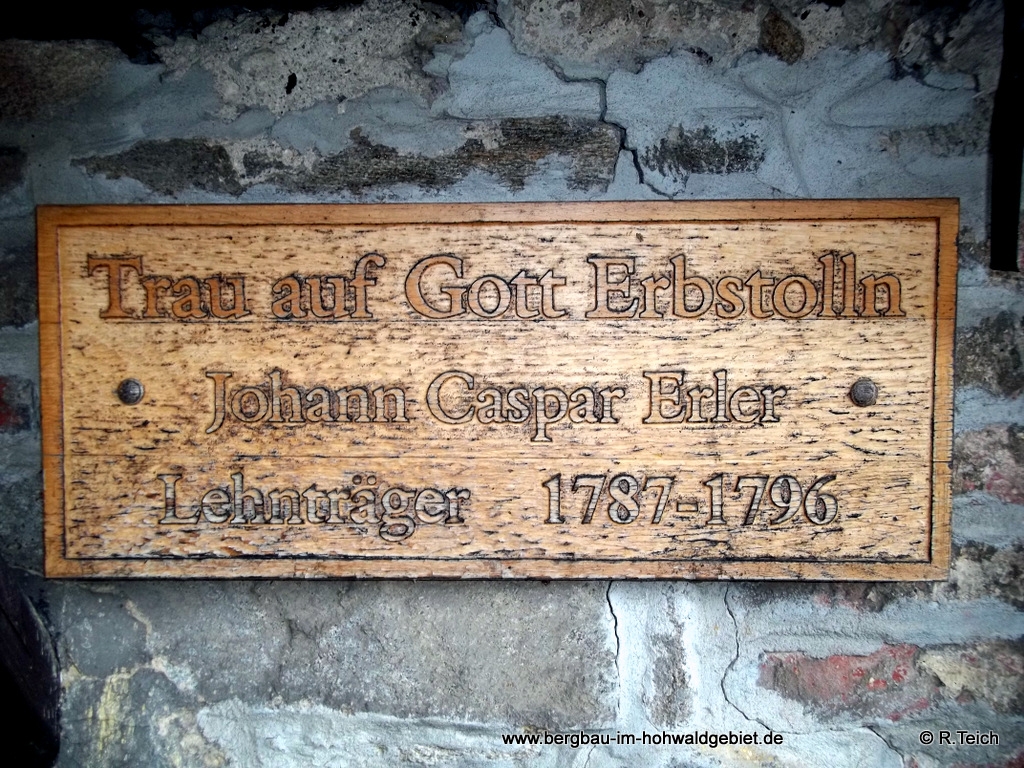 Trau auf Gott Erbstolln
Johann Caspar Erler
Lehnträger 1787-1796
www.bergbau-im-hohwaldgebiet.de © R.Teich